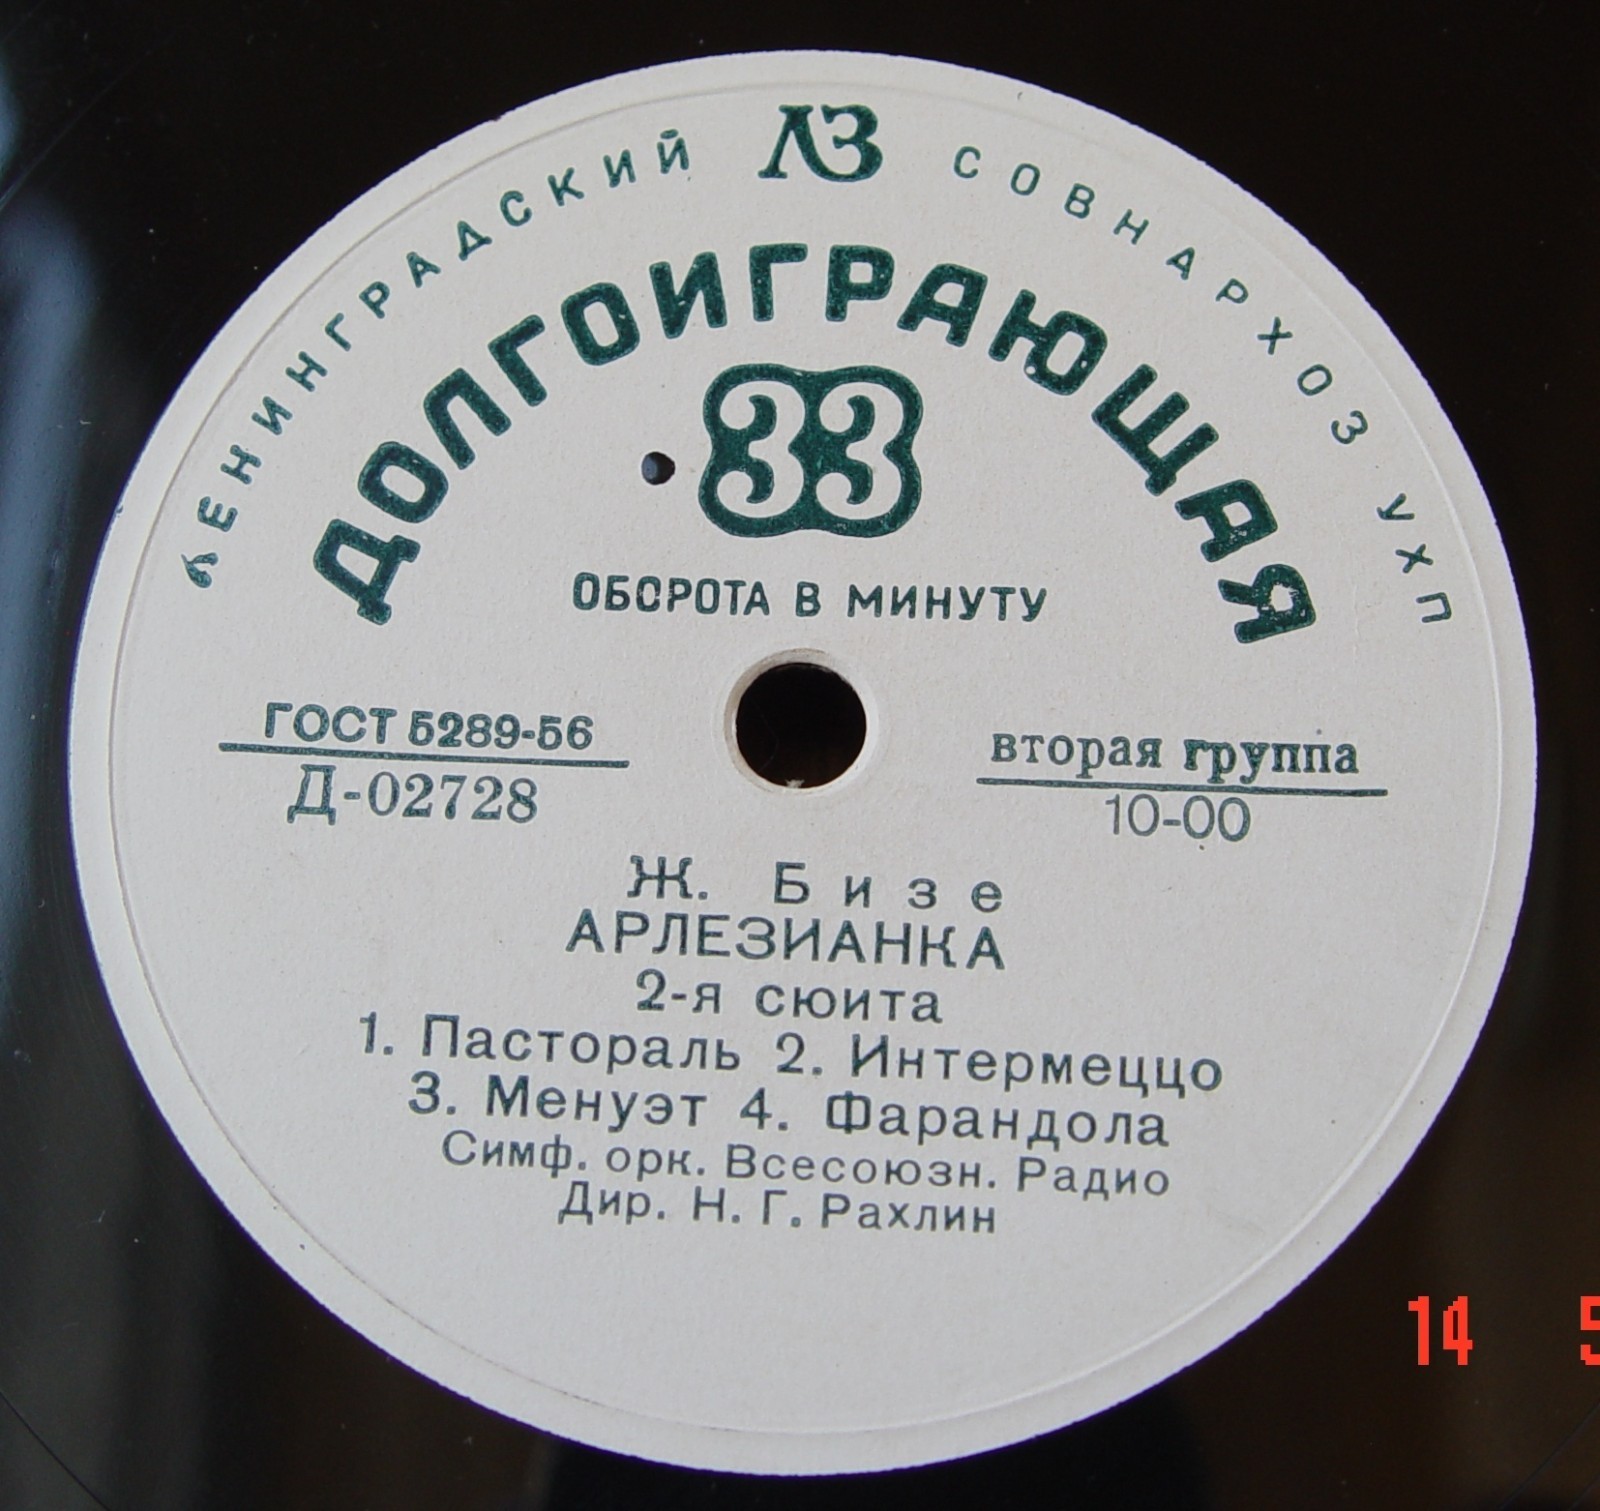 ЛЕНИНГРАДСКИЙ ЛЗ СОВНАРХОЗ УХП
ДОЛГОИГРАЮЩАЯ
33
ОБОРОТА В МИНУТУ
ГОСТ 5289-56
Д-02728
вторая группа
10-00
Ж. Бизе
АРЛЕЗИАНКА
2-я сюита
1. Пастораль 2. Интермеццо
3. Менуэт 4. Фарандола
Симф. орк. Всесоюзн. Радио
Дир. Н. Г. Рахлин
14 5